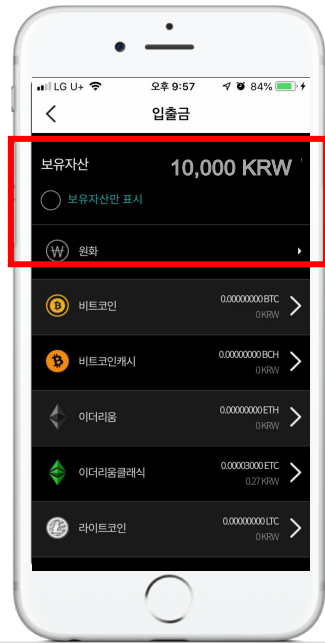 LG U+ 오후 9:57 84%
입출금
보유자산 10,000 KRW
보유자산만 표시
₩ 원화
비트코인 0.00000000 BTC
0 KRW
비트코인캐시 0.00000000 BCH
0 KRW
이더리움 0.00000000 ETH
0 KRW
이더리움클래식 0.00003000 ETC
0.27 KRW
라이트코인 0.00000000 LTC
0 KRW